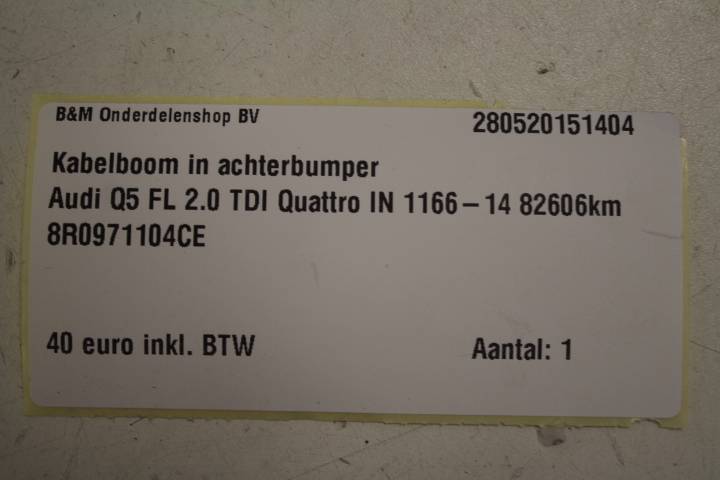 B&M Onderdelenshop BV
280520151404
Kabelboom in achterbumper
Audi Q5 FL 2.0 TDI Quattro IN 1166-14 82606km
8R0971104CE
40 euro inkl. BTW
Aantal: 1